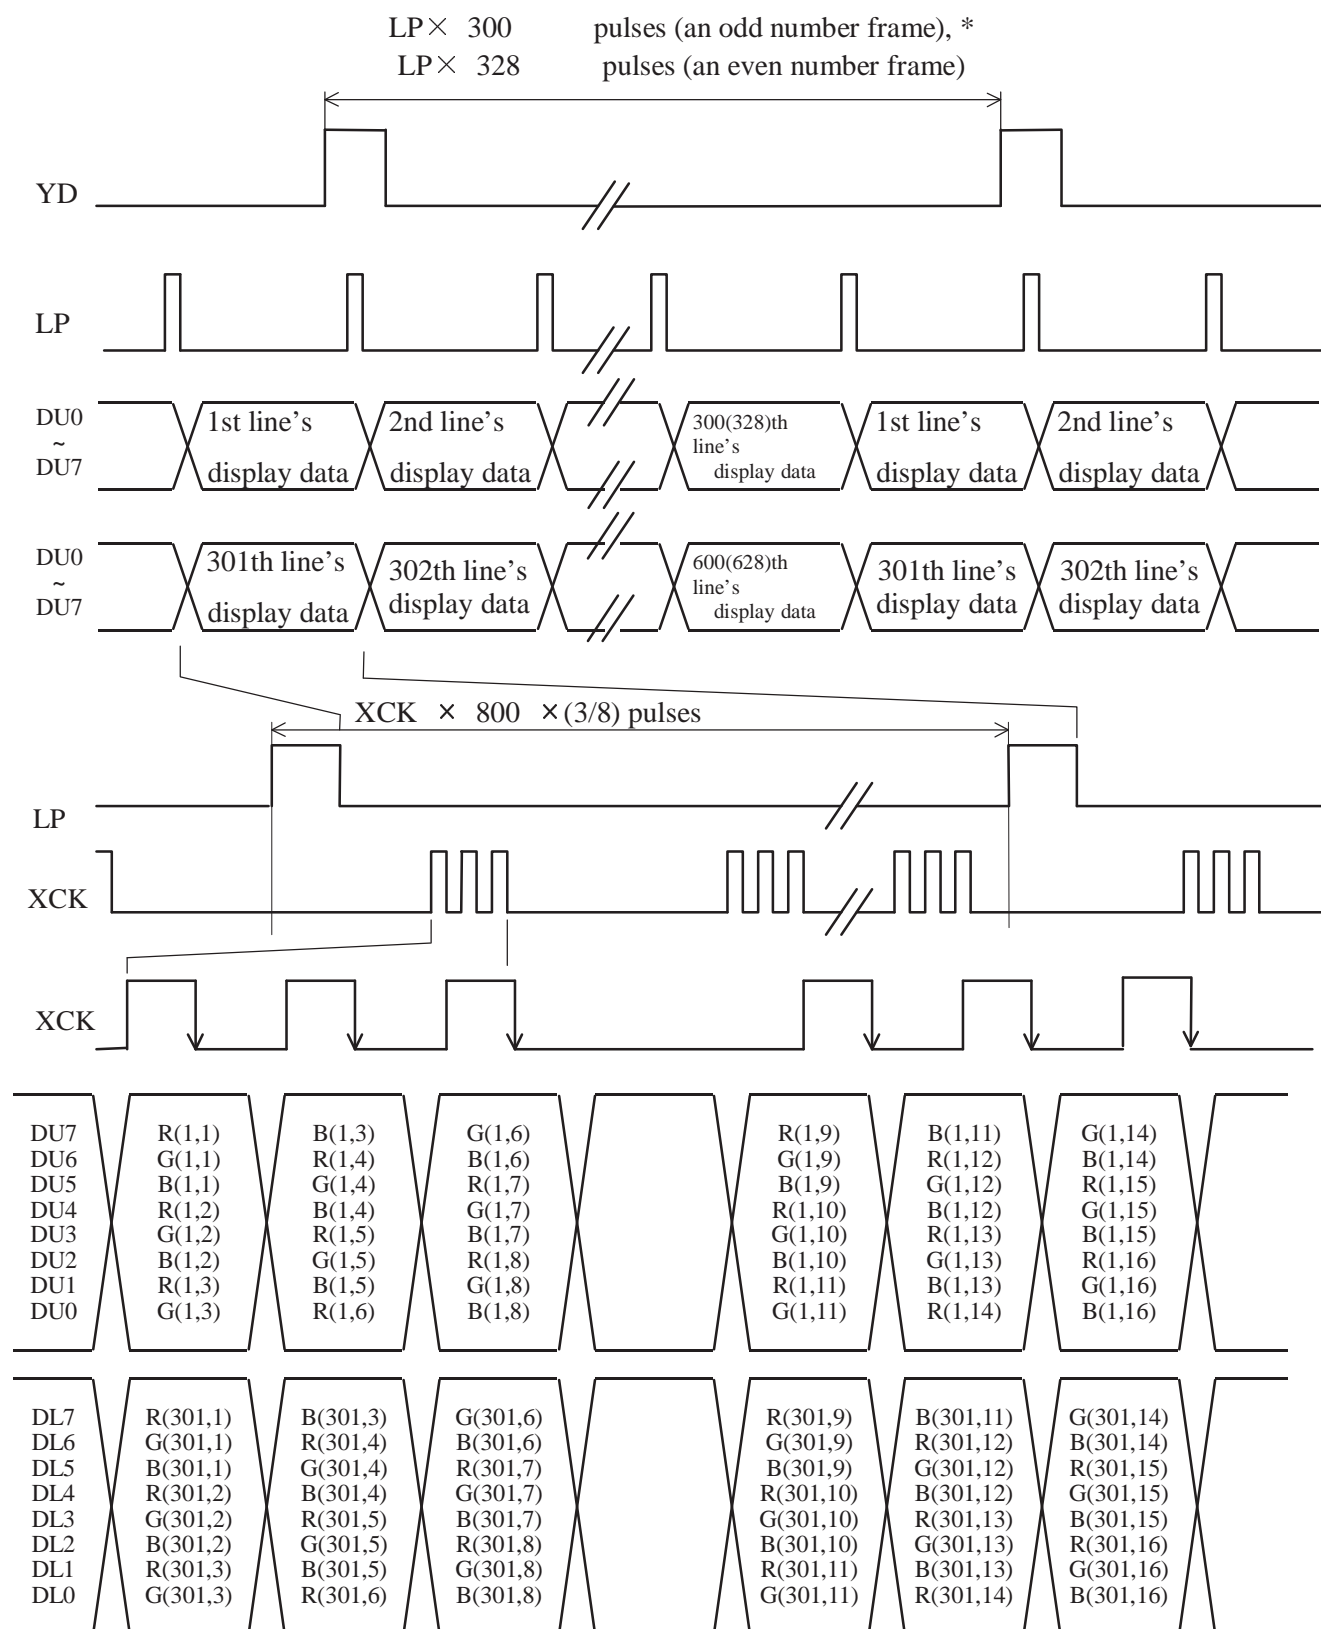 LP× 300 pulses (an odd number frame), *
LP× 328 pulses (an even number frame)
YD
LP
DU0
~
DU7
1st line's
display data
2nd line's
display data
300(328)th
line's
display data
1st line's
display data
2nd line's
display data
DU0
~
DU7
301th line's
display data
302th line's
display data
600(628)th
line's
display data
301th line's
display data
302th line's
display data
XCK × 800 ×(3/8) pulses
LP
XCK
XCK
DU7 R(1,1) B(1,3) G(1,6) R(1,9) B(1,11) G(1,14)
DU6 G(1,1) R(1,4) B(1,6) G(1,9) R(1,12) B(1,14)
DU5 B(1,1) G(1,4) R(1,7) B(1,9) G(1,12) R(1,15)
DU4 R(1,2) B(1,4) G(1,7) R(1,10) B(1,12) G(1,15)
DU3 G(1,2) R(1,5) B(1,7) G(1,10) R(1,13) B(1,15)
DU2 B(1,2) G(1,5) R(1,8) B(1,10) G(1,13) R(1,16)
DU1 R(1,3) B(1,5) G(1,8) R(1,11) B(1,13) G(1,16)
DU0 G(1,3) R(1,6) B(1,8) G(1,11) R(1,14) B(1,16)
DL7 R(301,1) B(301,3) G(301,6) R(301,9) B(301,11) G(301,14)
DL6 G(301,1) R(301,4) B(301,6) G(301,9) R(301,12) B(301,14)
DL5 B(301,1) G(301,4) R(301,7) B(301,9) G(301,12) R(301,15)
DL4 R(301,2) B(301,4) G(301,7) R(301,10) B(301,12) G(301,15)
DL3 G(301,2) R(301,5) B(301,7) G(301,10) R(301,13) B(301,15)
DL2 B(301,2) G(301,5) R(301,8) B(301,10) G(301,13) R(301,16)
DL1 R(301,3) B(301,5) G(301,8) R(301,11) B(301,13) G(301,16)
DL0 G(301,3) R(301,6) B(301,8) G(301,11) R(301,14) B(301,16)